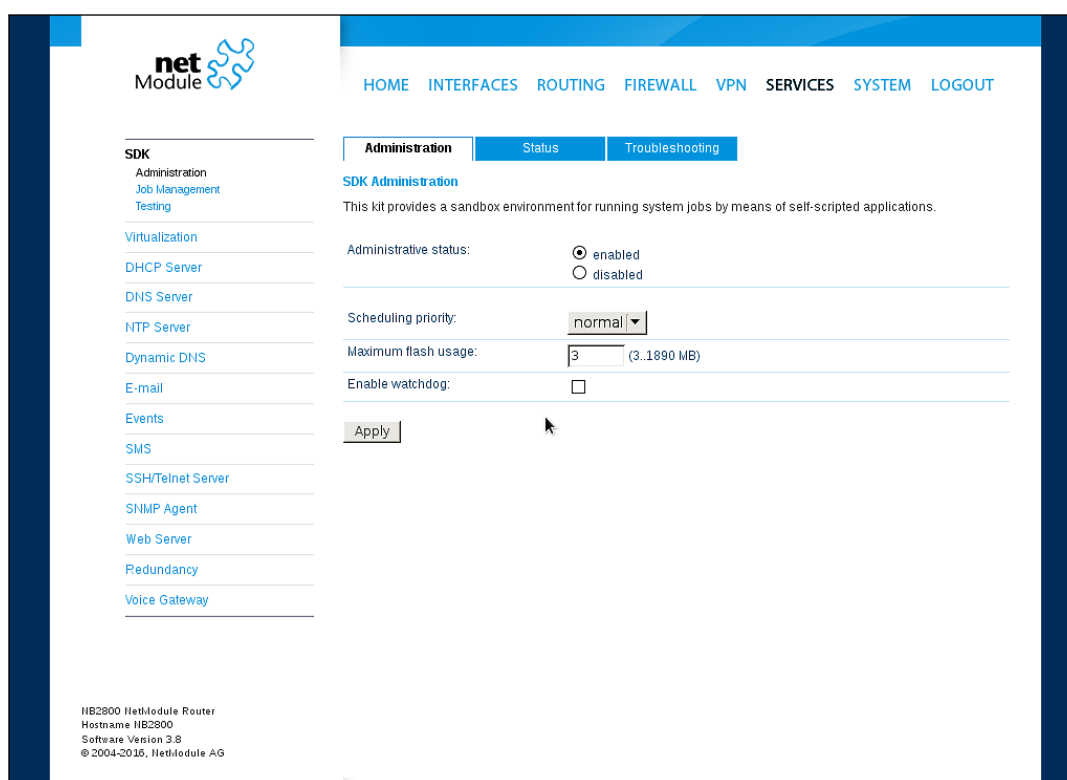 net
Module
HOME INTERFACES ROUTING FIREWALL VPN SERVICES SYSTEM LOGOUT
SDK
Administration
Job Management
Testing
Virtualization
DHCP Server
DNS Server
NTP Server
Dynamic DNS
E-mail
Events
SMS
SSH/Telnet Server
SNMP Agent
Web Server
Redundancy
Voice Gateway
Administration Status Troubleshooting
SDK Administration
This kit provides a sandbox environment for running system jobs by means of self-scripted applications.
Administrative status:
enabled
disabled
Scheduling priority:
normal
Maximum flash usage:
3 (3..1890 MB)
Enable watchdog:
Apply
NB2800 NetModule Router
Hostname NB2800
Software Version 3.8
© 2004-2016, NetModule AG